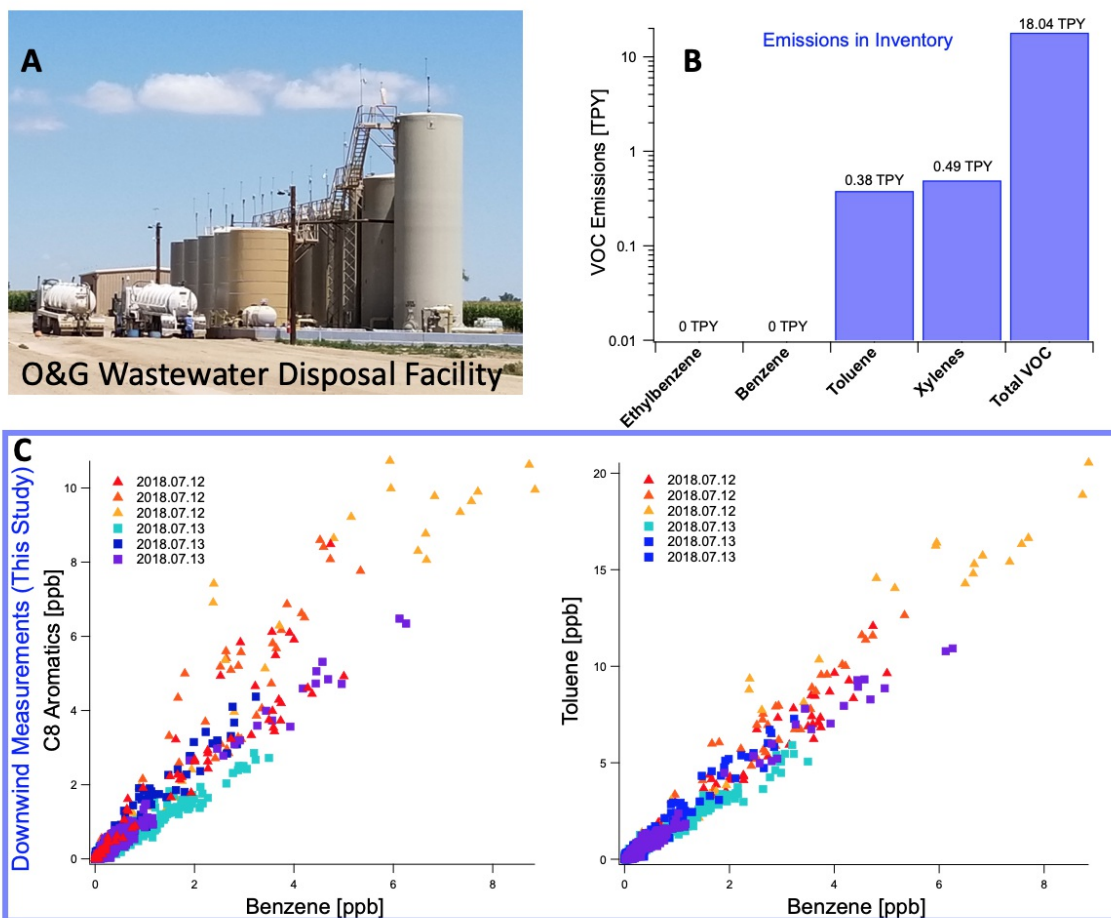 A
O&G Wastewater Disposal Facility
B
Emissions in Inventory
VOC Emissions [TPY]
10
1
0.1
0.01
0 TPY
0 TPY
0.38 TPY
0.49 TPY
18.04 TPY
Ethylbenzene
Benzene
Toluene
Xylenes
Total VOC
C
Downwind Measurements (This Study)
C8 Aromatics [ppb]
10
8
6
4
2
0
2018.07.12
2018.07.12
2018.07.12
2018.07.13
2018.07.13
2018.07.13
0
2
4
6
8
Benzene [ppb]
Toluene [ppb]
20
15
10
5
0
2018.07.12
2018.07.12
2018.07.12
2018.07.13
2018.07.13
2018.07.13
0
2
4
6
8
Benzene [ppb]